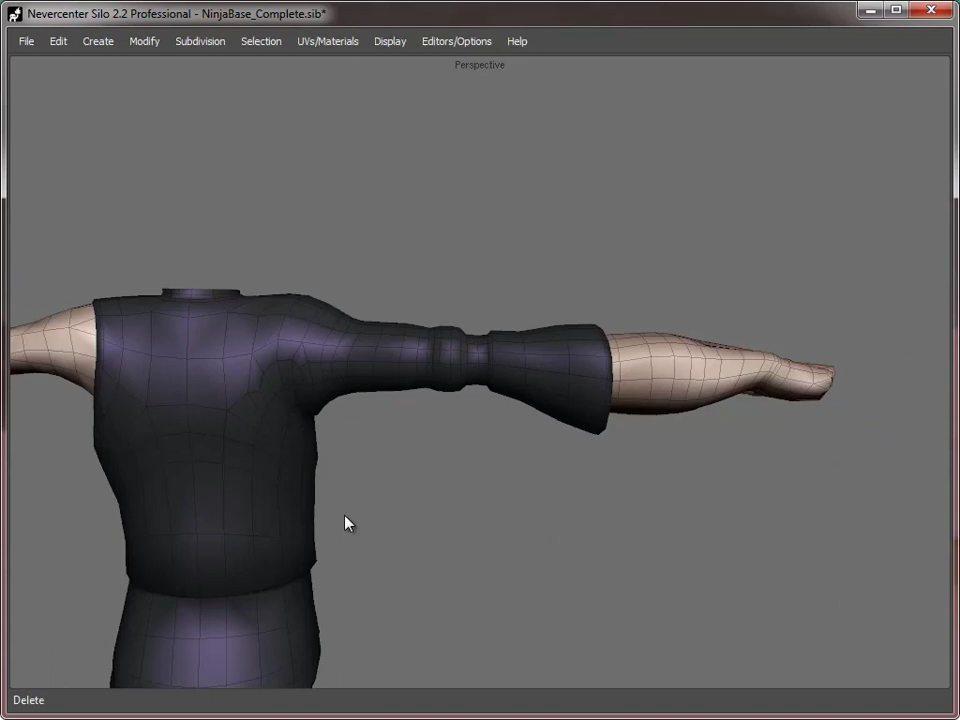 Nevercenter Silo 2.2 Professional - NinjaBase_Complete.sib*
File Edit Create Modify Subdivision Selection UVs/Materials Display Editors/Options Help
Perspective
Delete